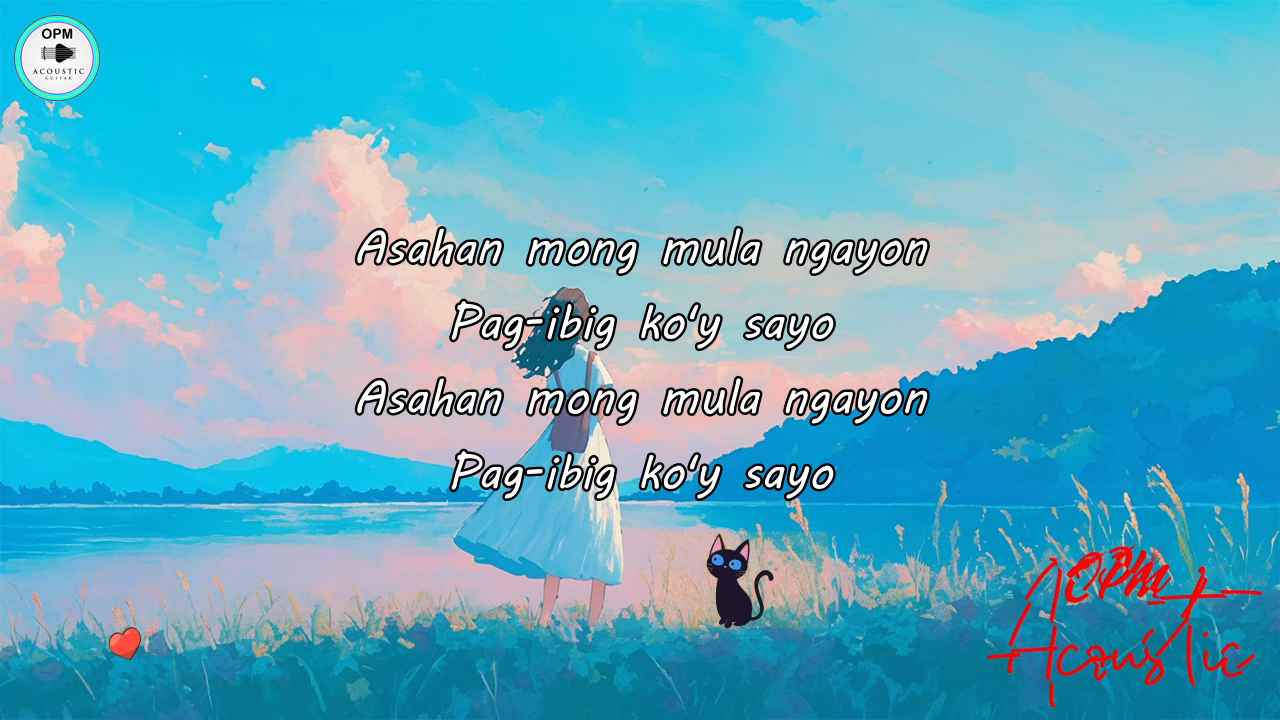 OPM
ACOUSTIC
GUITAR
Asahan mong mula ngayon
Pag-ibig ko'y sayo
Asahan mong mula ngayon
Pag-ibig ko'y sayo
OPM
Acoustic